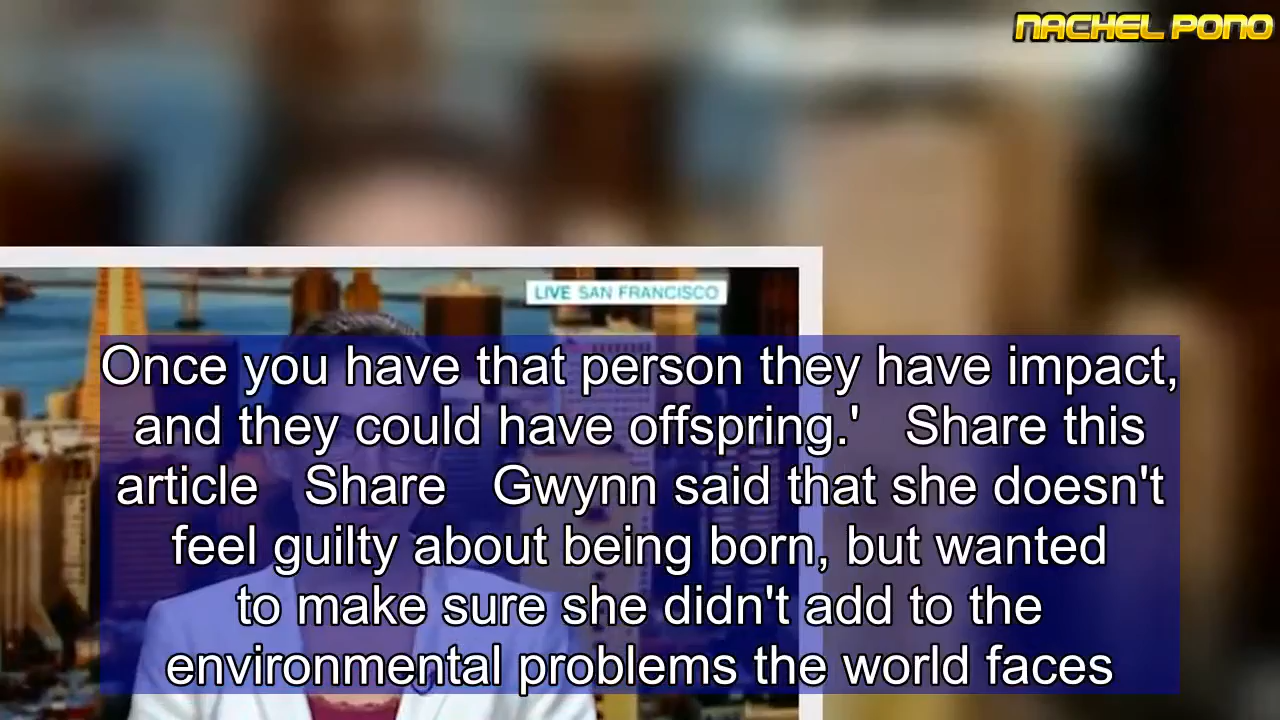 NACHEL PONO
LIVE SAN FRANCISCO
Once you have that person they have impact,
and they could have offspring.'   Share this
article   Share   Gwynn said that she doesn't
feel guilty about being born, but wanted
to make sure she didn't add to the
environmental problems the world faces